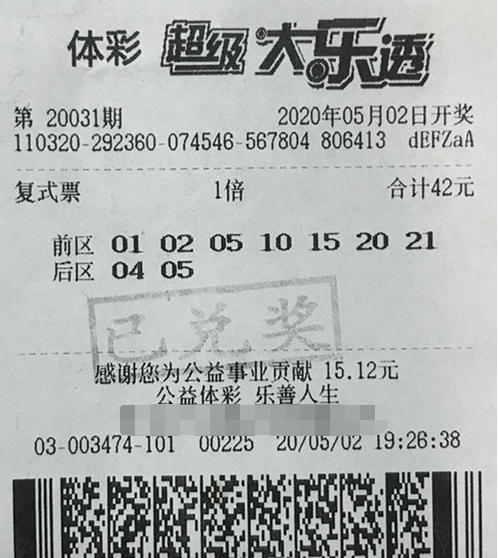 体彩 超级大乐透
第 20031期 2020年05月02日开奖
110320-292360-074546-567804 806413 dEFZaA
复式票 1倍 合计42元
前区 01 02 05 10 15 20 21
后区 04 05
已兑奖
感谢您为公益事业贡献 15.12元
公益体彩 乐善人生
03-003474-101 00225 20/05/02 19:26:38